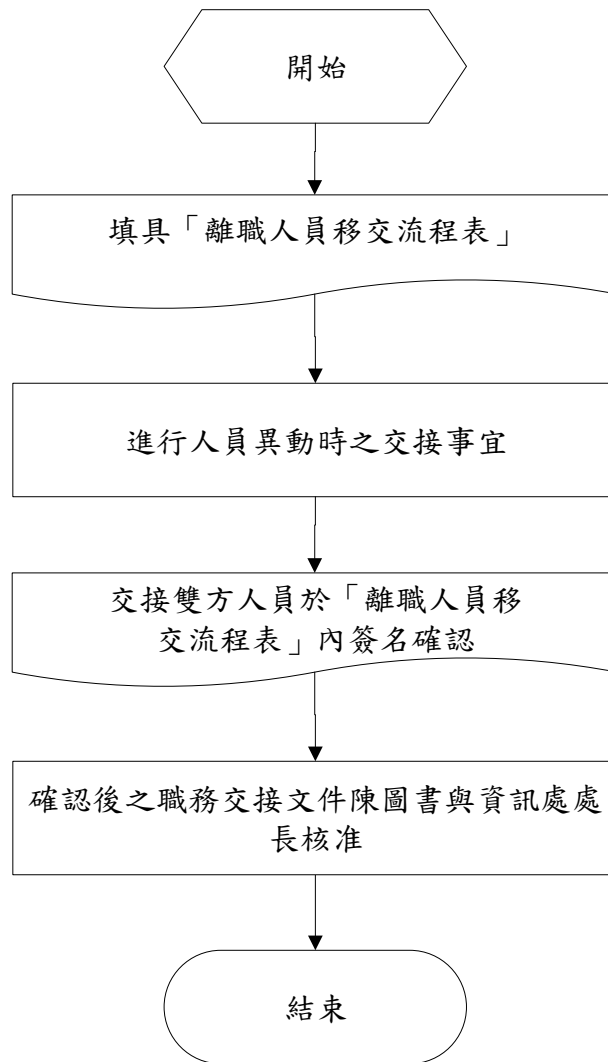 開始
填具「離職人員移交流程表」
進行人員異動時之交接事宜
交接雙方人員於「離職人員移
交流程表」內簽名確認
確認後之職務交接文件陳圖書與資訊處處
長核准
結束